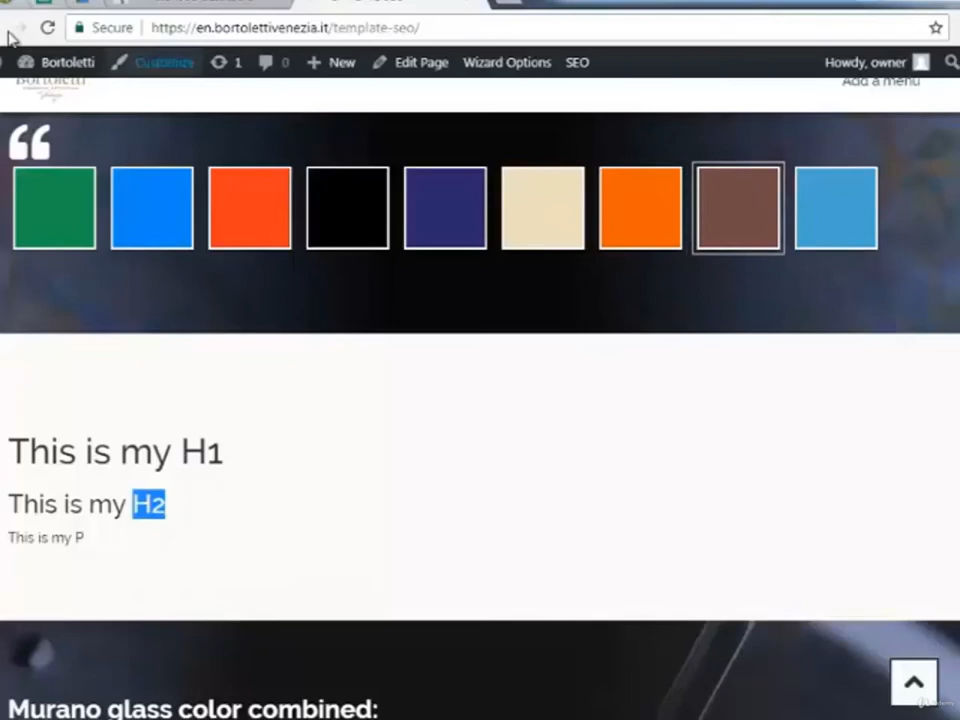 Secure https://en.bortolettivenezia.it/template-seo/
Bortoletti Customize 1 0 New Edit Page Wizard Options SEO Howdy, owner
Bortoletti
Add a menu
This is my H1
This is my H2
This is my P
Murano glass color combined: